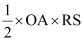 1/2 × OA × RS